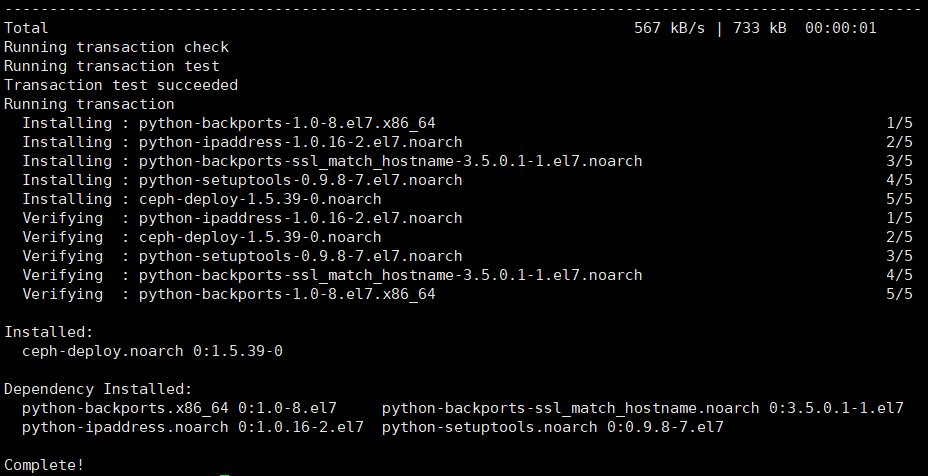 --------------------------------------------------------------------------------------------------------
Total                                                                 567 kB/s | 733 kB  00:00:01
Running transaction check
Running transaction test
Transaction test succeeded
Running transaction
  Installing : python-backports-1.0-8.el7.x86_64                                                  1/5
  Installing : python-ipaddress-1.0.16-2.el7.noarch                                               2/5
  Installing : python-backports-ssl_match_hostname-3.5.0.1-1.el7.noarch                           3/5
  Installing : python-setuptools-0.9.8-7.el7.noarch                                               4/5
  Installing : ceph-deploy-1.5.39-0.noarch                                                        5/5
  Verifying  : python-ipaddress-1.0.16-2.el7.noarch                                               1/5
  Verifying  : ceph-deploy-1.5.39-0.noarch                                                        2/5
  Verifying  : python-setuptools-0.9.8-7.el7.noarch                                               3/5
  Verifying  : python-backports-ssl_match_hostname-3.5.0.1-1.el7.noarch                           4/5
  Verifying  : python-backports-1.0-8.el7.x86_64                                                  5/5

Installed:
  ceph-deploy.noarch 0:1.5.39-0

Dependency Installed:
  python-backports.x86_64 0:1.0-8.el7     python-backports-ssl_match_hostname.noarch 0:3.5.0.1-1.el7
  python-ipaddress.noarch 0:1.0.16-2.el7  python-setuptools.noarch 0:0.9.8-7.el7

Complete!